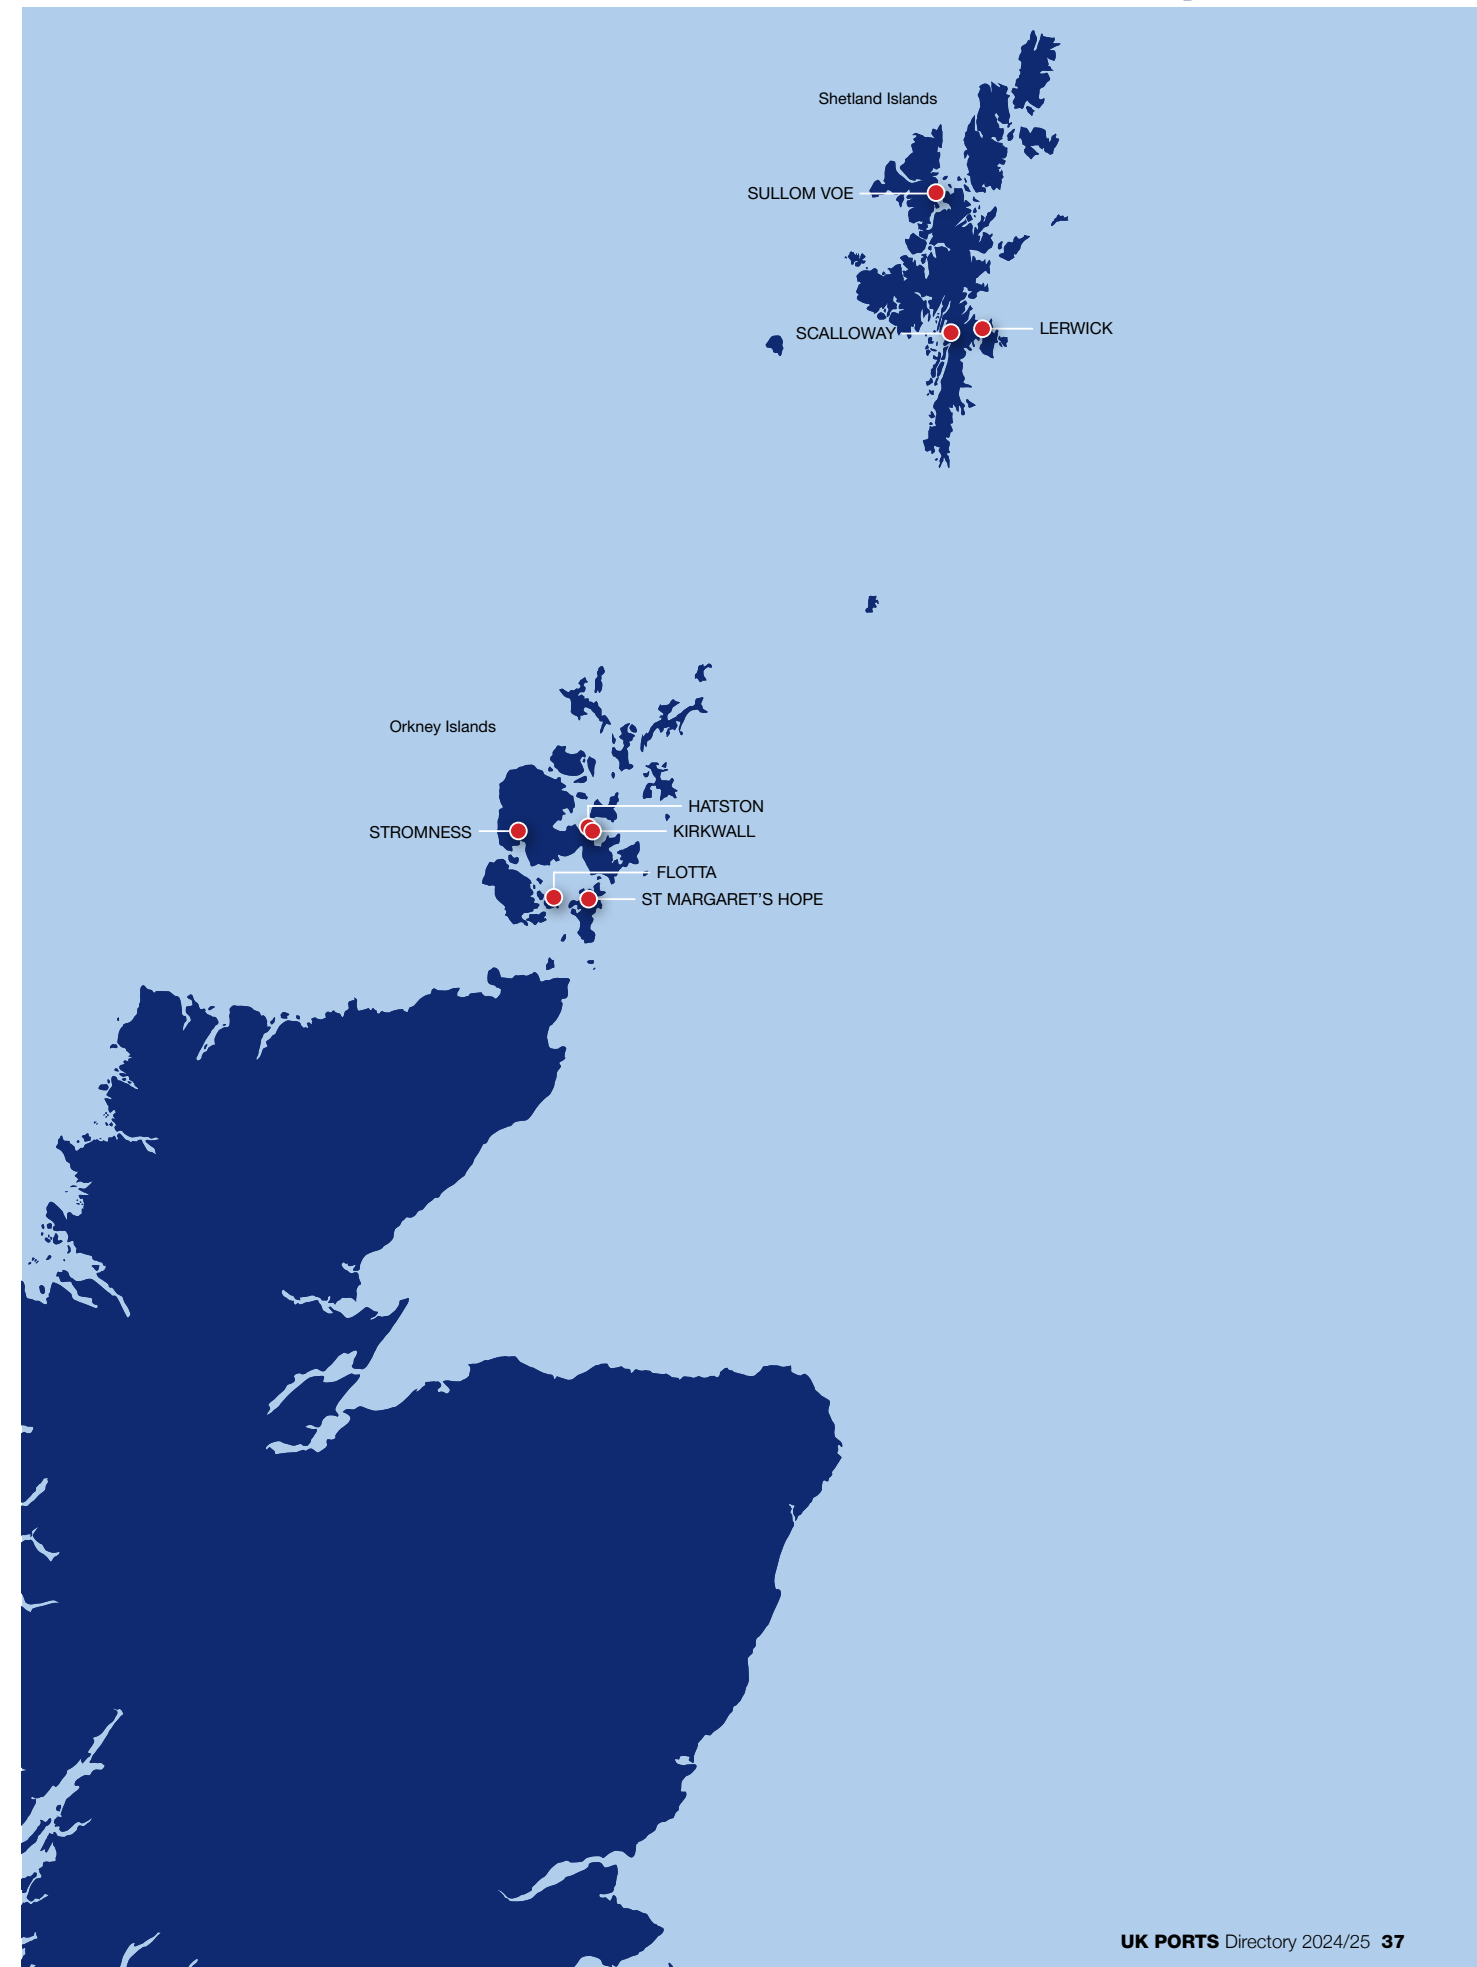 Shetland Islands
SULLOM VOE
SCALLOWAY
LERWICK
Orkney Islands
HATSTON
STROMNESS
KIRKWALL
FLOTTA
ST MARGARET’S HOPE
UK PORTS Directory 2024/25 37